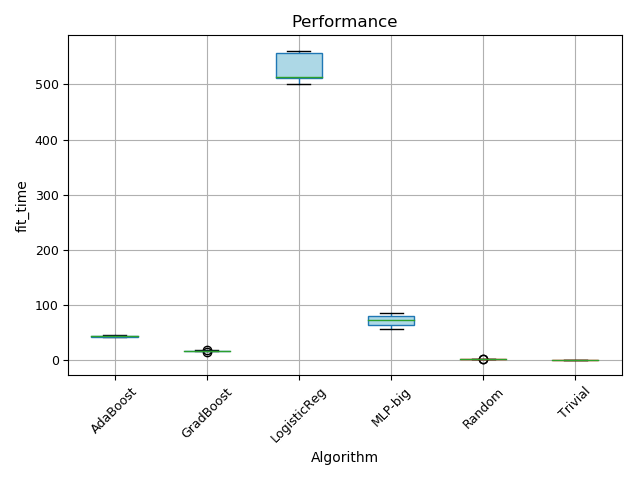 Performance
fit_time
500
400
300
200
100
0
AdaBoost
GradBoost
LogisticReg
MLP-big
Random
Trivial
Algorithm